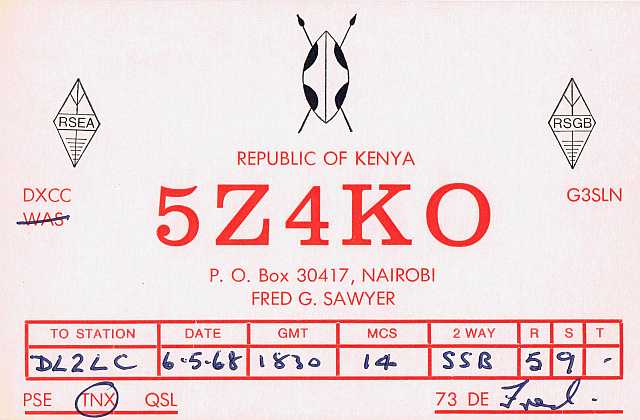 RSEA
RSGB
REPUBLIC OF KENYA
DXCC
WAS
G3SLN
5Z4KO
P. O. Box 30417, NAIROBI
FRED G. SAWYER
TO STATION DATE GMT MCS 2 WAY R S T
DL2LC 6.5.68 1830 14 SSB 5 9 -
PSE TNX QSL 73 DE Fred.